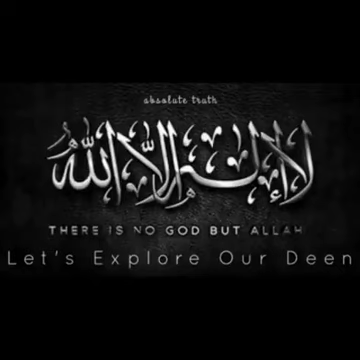 absolute truth
لا إله إلا الله
THERE IS NO GOD BUT ALLAH
Let's Explore Our Deen